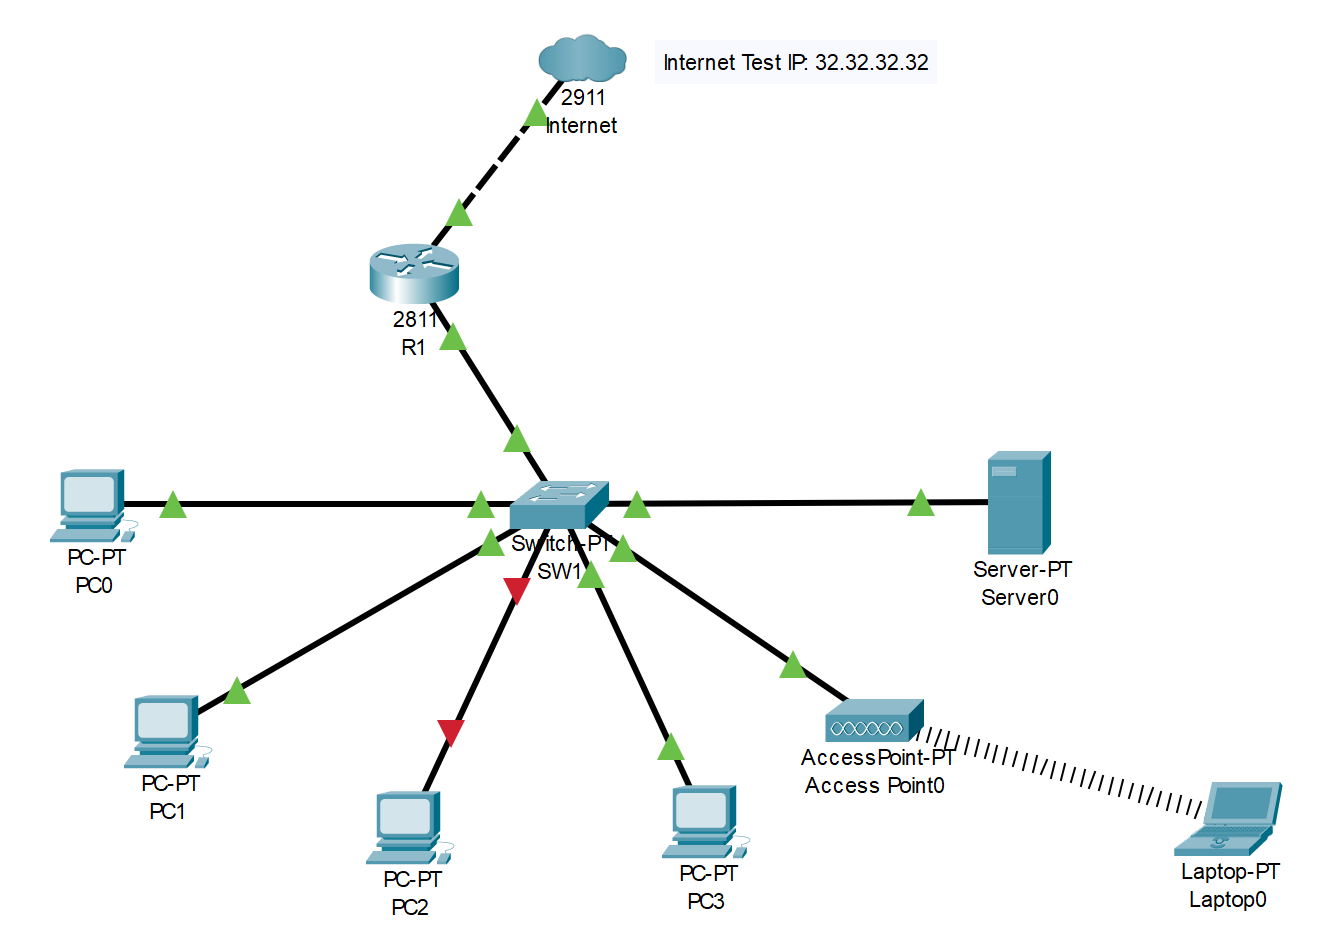 Internet Test IP: 32.32.32.32
2911
Internet
2811
R1
PC-PT
PC0
Switch-PT
SW1
Server-PT
Server0
PC-PT
PC1
AccessPoint-PT
Access Point0
PC-PT
PC2
PC-PT
PC3
Laptop-PT
Laptop0